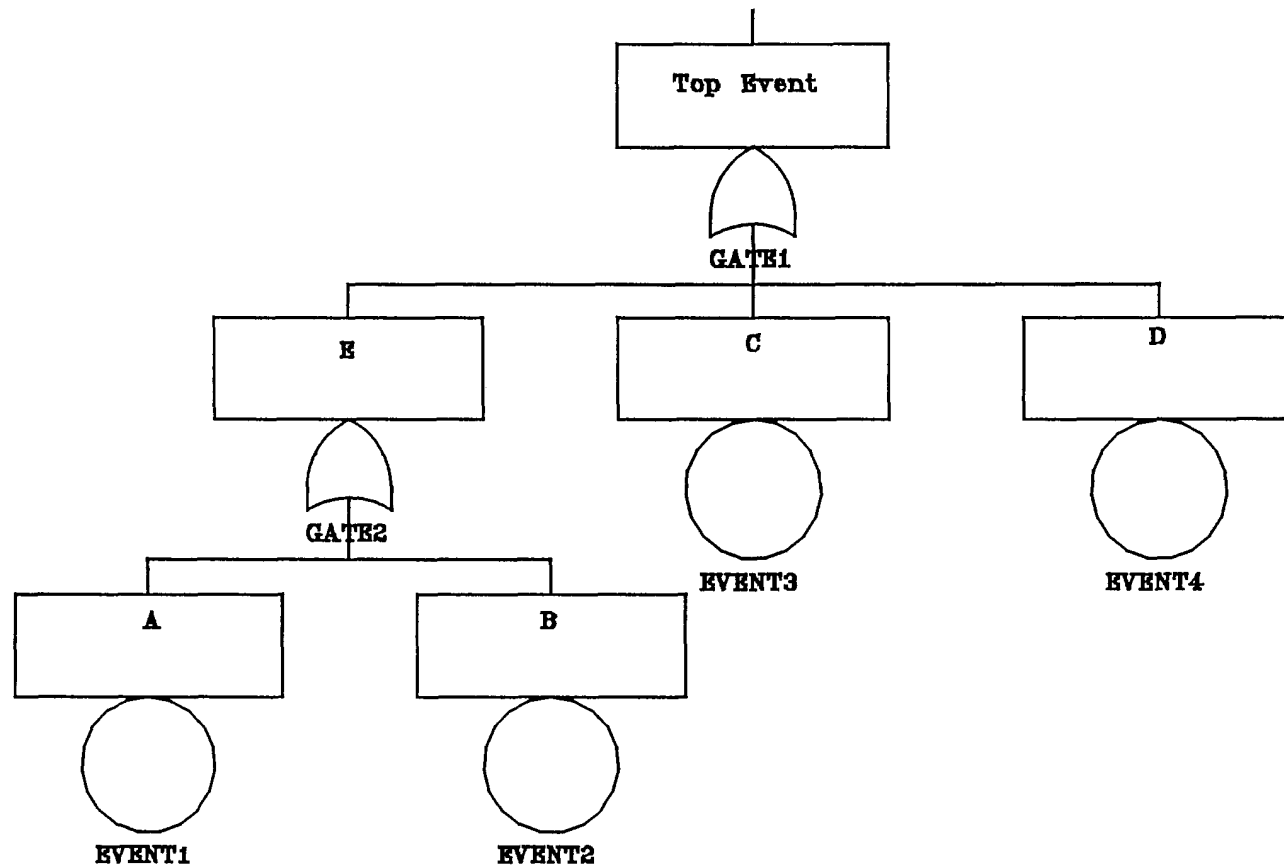 Top Event
GATE1
E
C
D
GATE2
EVENT3
EVENT4
A
B
EVENT1
EVENT2